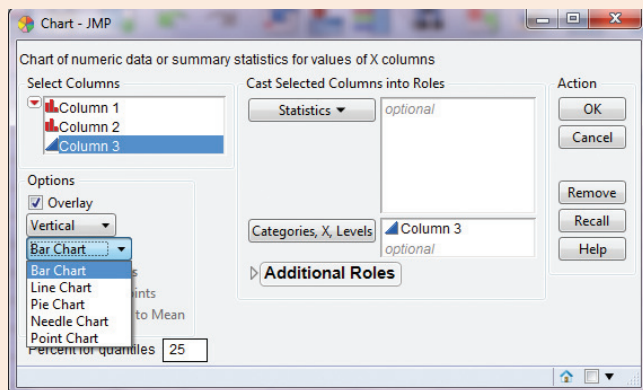 Chart - JMP
Chart of numeric data or summary statistics for values of X columns
Select Columns
Column 1
Column 2
Column 3
Options
Overlay
Vertical
Bar Chart
Bar Chart
Line Chart
Pie Chart
Needle Chart
Point Chart
to Mean
Percent for quantiles 25
Cast Selected Columns into Roles
Statistics
optional
Categories, X, Levels
Column 3
optional
Additional Roles
Action
OK
Cancel
Remove
Recall
Help